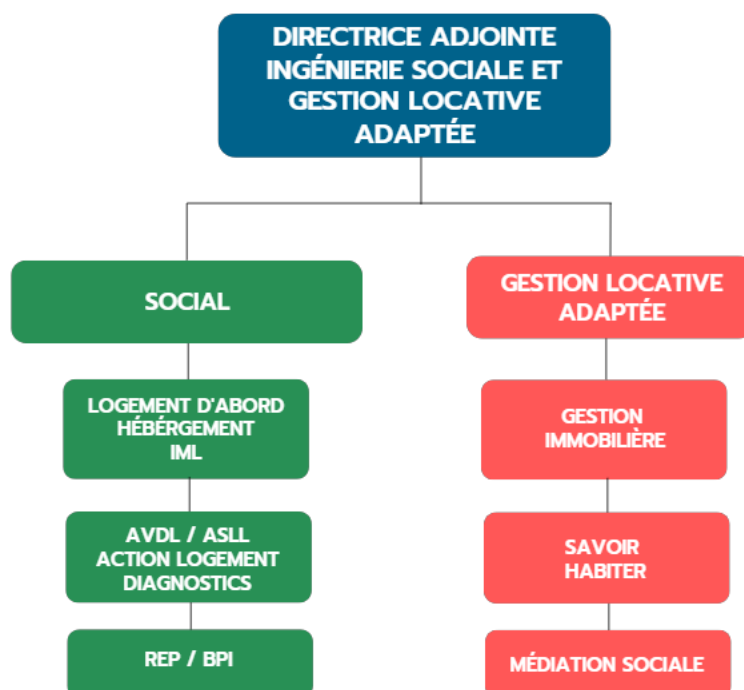 DIRECTRICE ADJOINTE
INGÉNIERIE SOCIALE ET
GESTION LOCATIVE
ADAPTÉE
SOCIAL
GESTION LOCATIVE
ADAPTÉE
LOGEMENT D'ABORD
HÉBÉRGEMENT
IML
GESTION
IMMOBILIÈRE
AVDL / ASLL
ACTION LOGEMENT
DIAGNOSTICS
SAVOIR
HABITER
REP / BPI
MÉDIATION SOCIALE